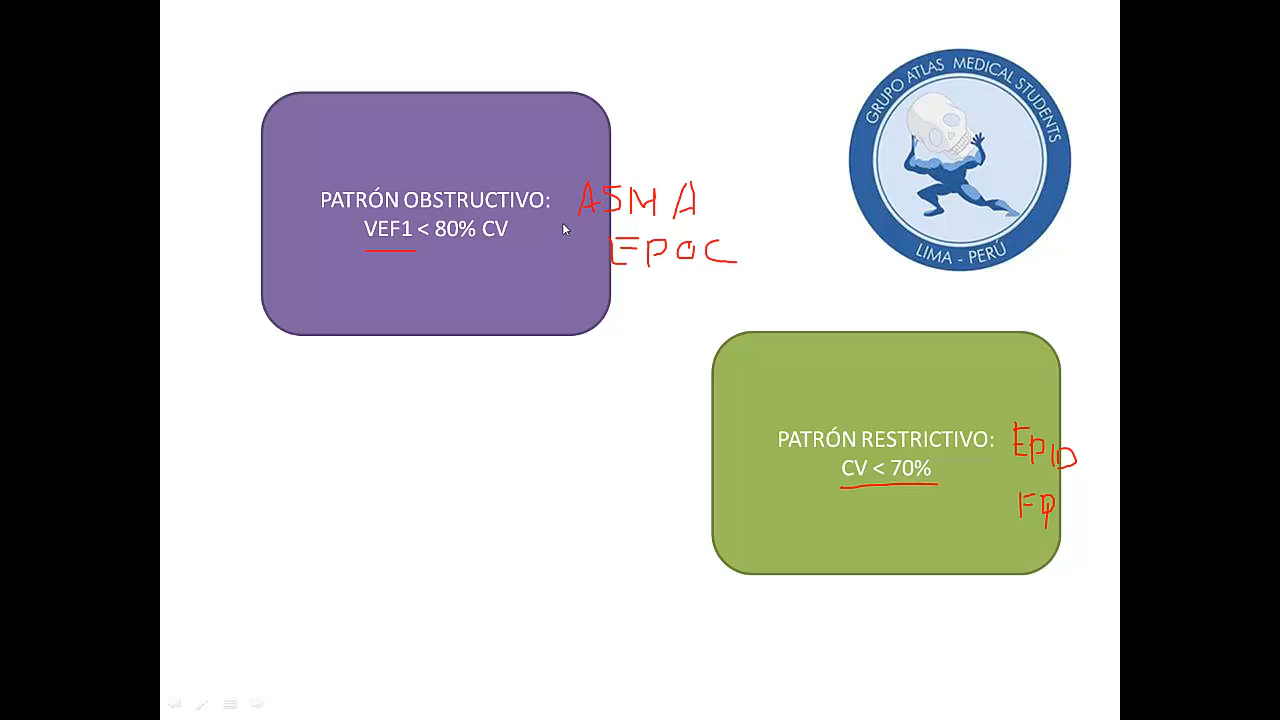 GRUPO ATLAS MEDICAL STUDENTS
LIMA - PERÚ
PATRÓN OBSTRUCTIVO: ASMA
VEF1 < 80% CV EPOC
PATRÓN RESTRICTIVO: EPID
CV < 70%
FP